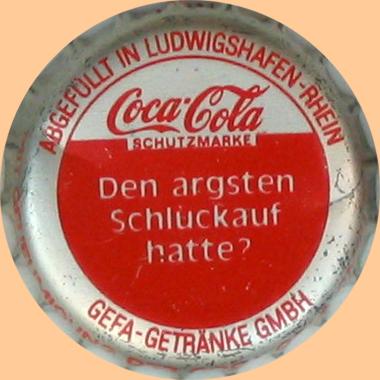 ABGEFÜLLT IN LUDWIGSHAFEN-RHEIN
Coca-Cola
SCHUTZMARKE
Den argsten
Schluckauf
hatte?
GEFA-GETRÄNKE GMBH.